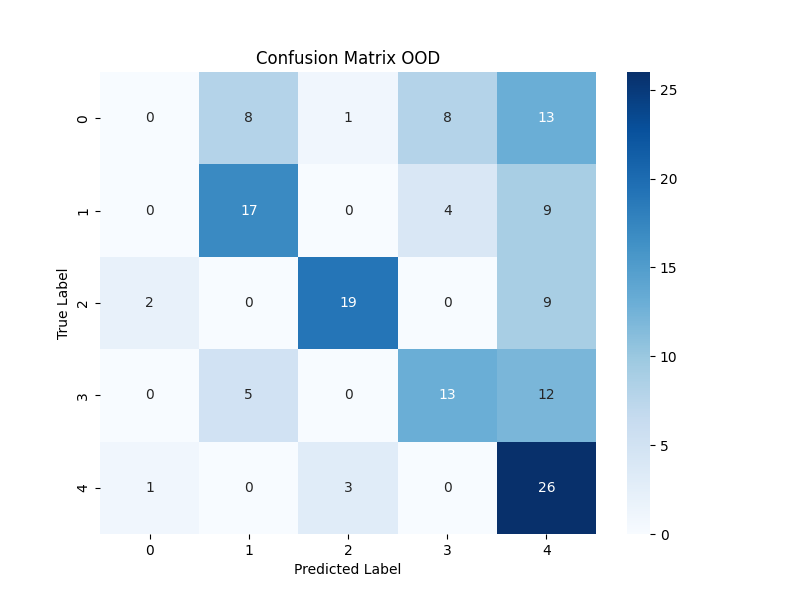 Confusion Matrix OOD
0 0 8 1 8 13
1 0 17 0 4 9
2 2 0 19 0 9
3 0 5 0 13 12
4 1 0 3 0 26
0 1 2 3 4
True Label
Predicted Label
25
20
15
10
5
0